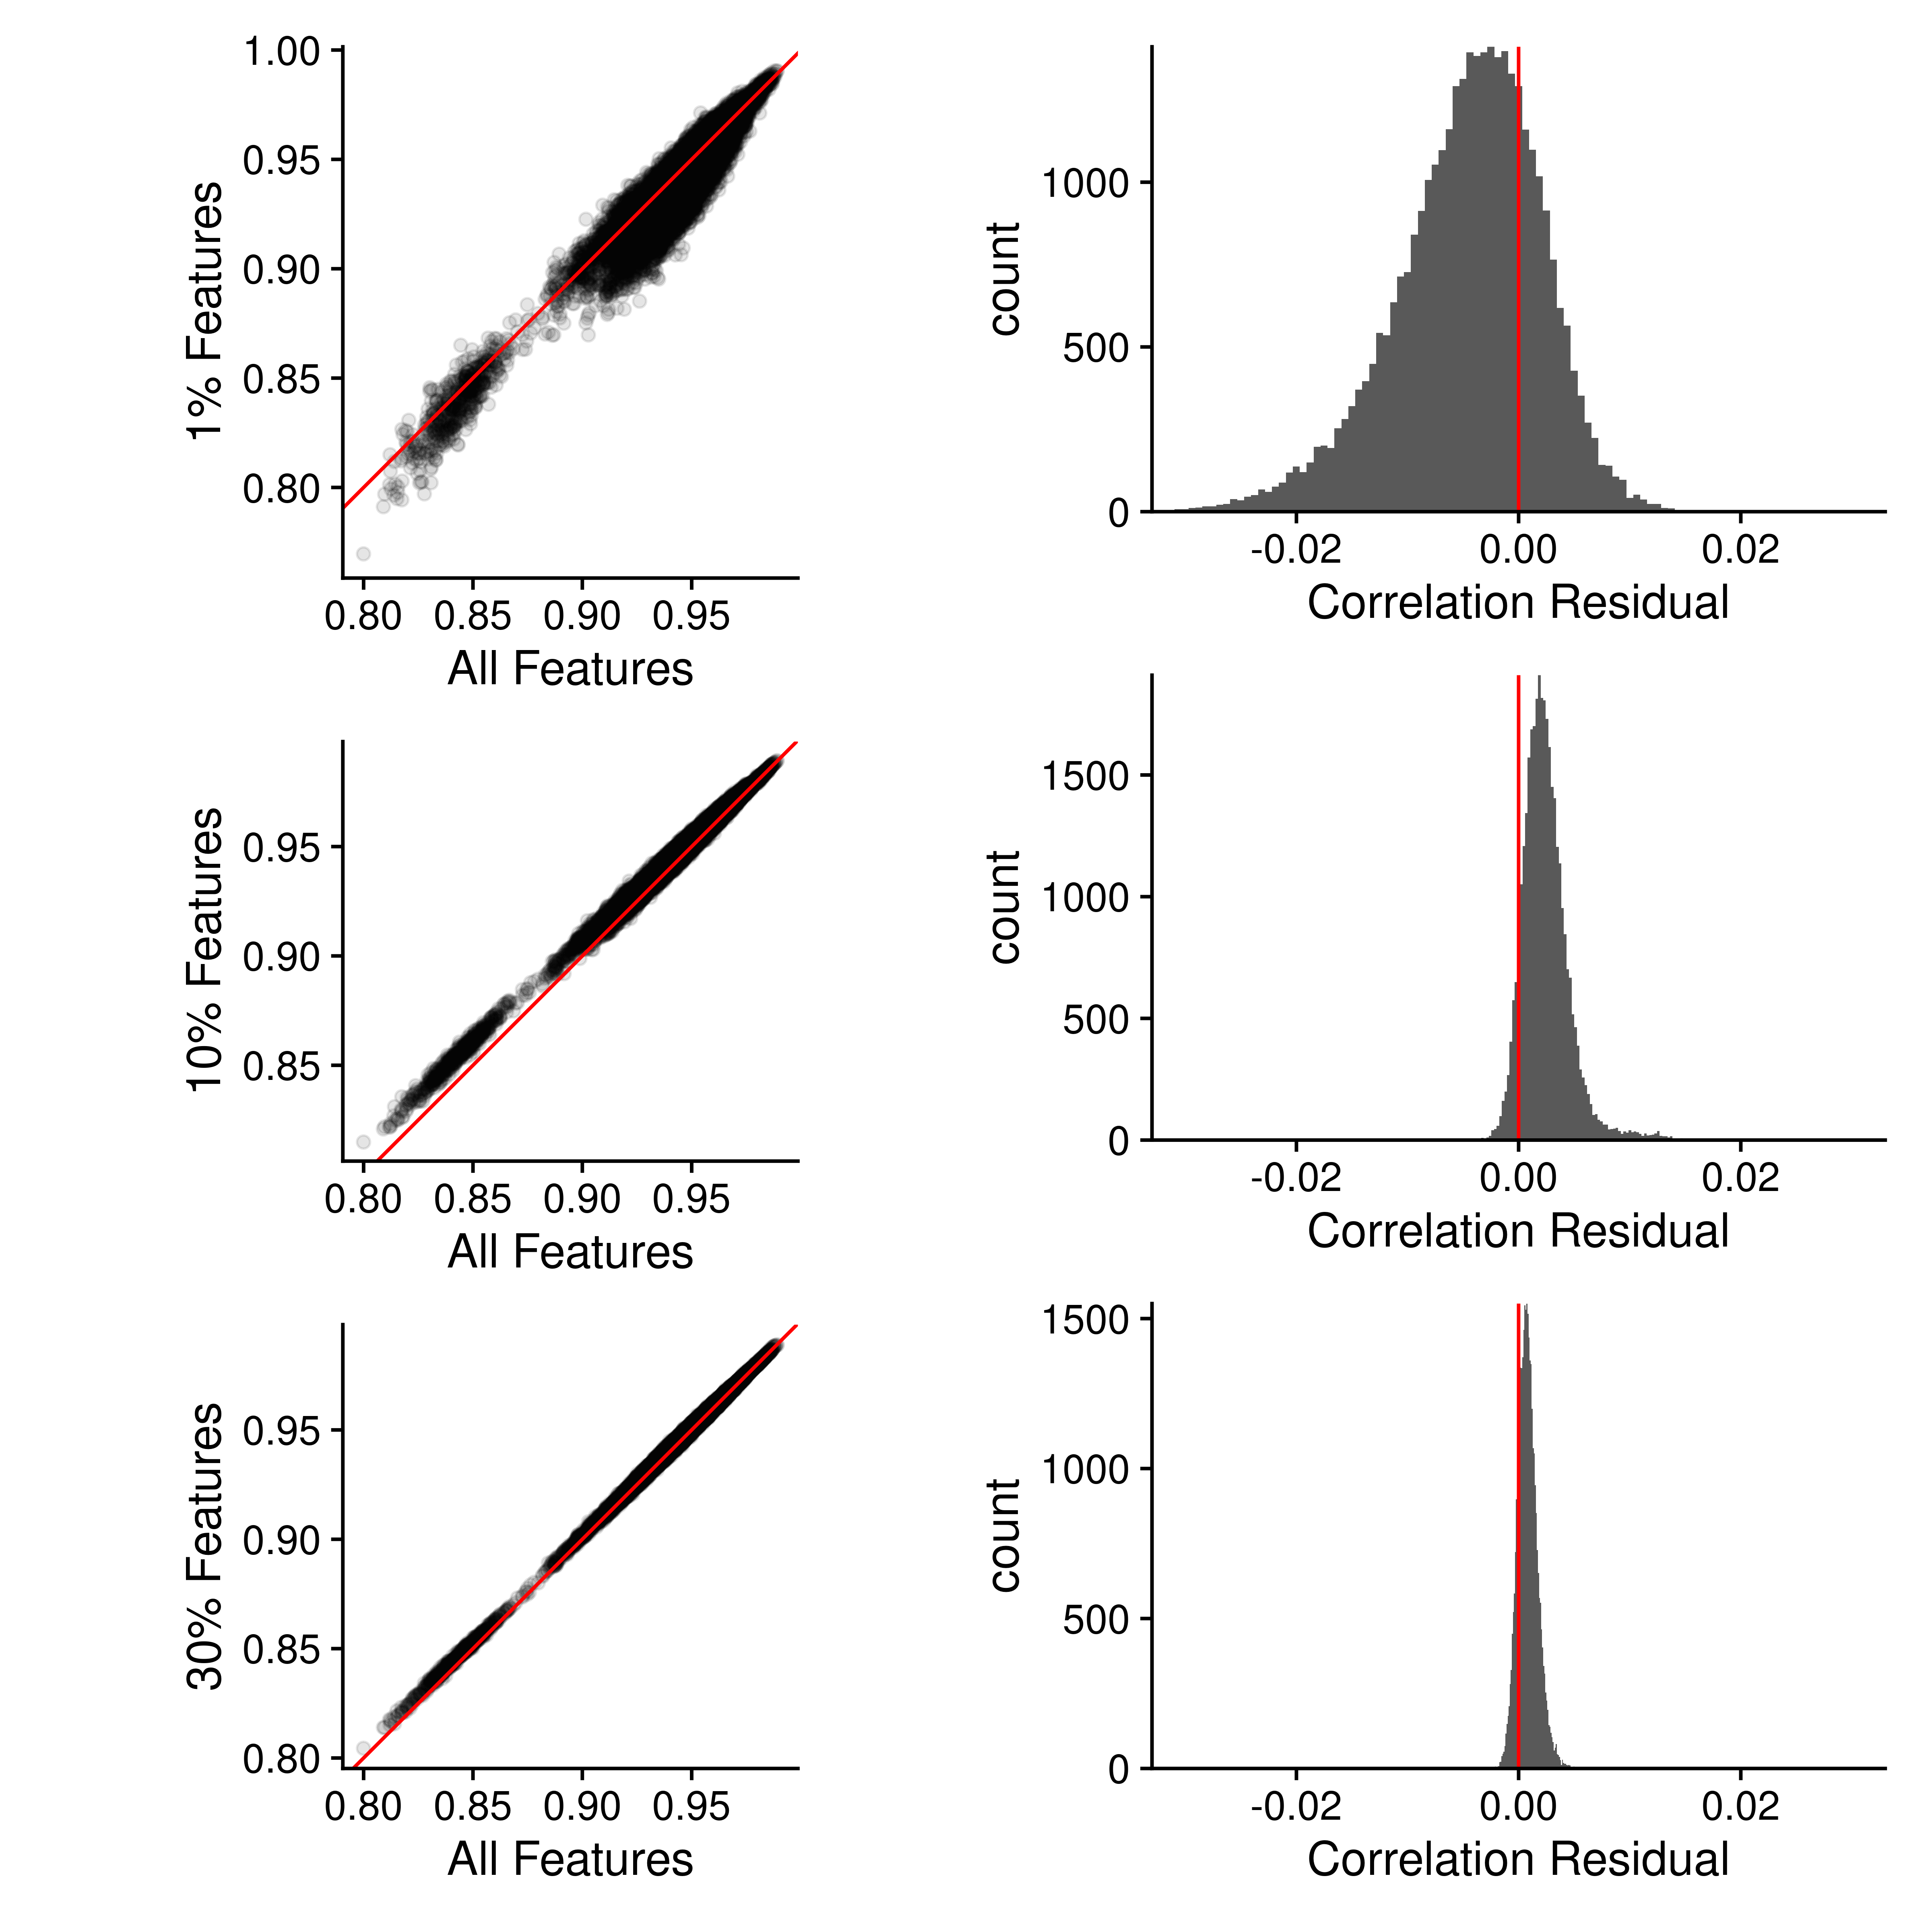 1% Features
1.00
0.95
0.90
0.85
0.80
0.80 0.85 0.90 0.95
All Features
count
1000
500
0
-0.02 0.00 0.02
Correlation Residual
10% Features
0.95
0.90
0.85
0.80 0.85 0.90 0.95
All Features
count
1500
1000
500
0
-0.02 0.00 0.02
Correlation Residual
30% Features
0.95
0.90
0.85
0.80
0.80 0.85 0.90 0.95
All Features
count
1500
1000
500
0
-0.02 0.00 0.02
Correlation Residual